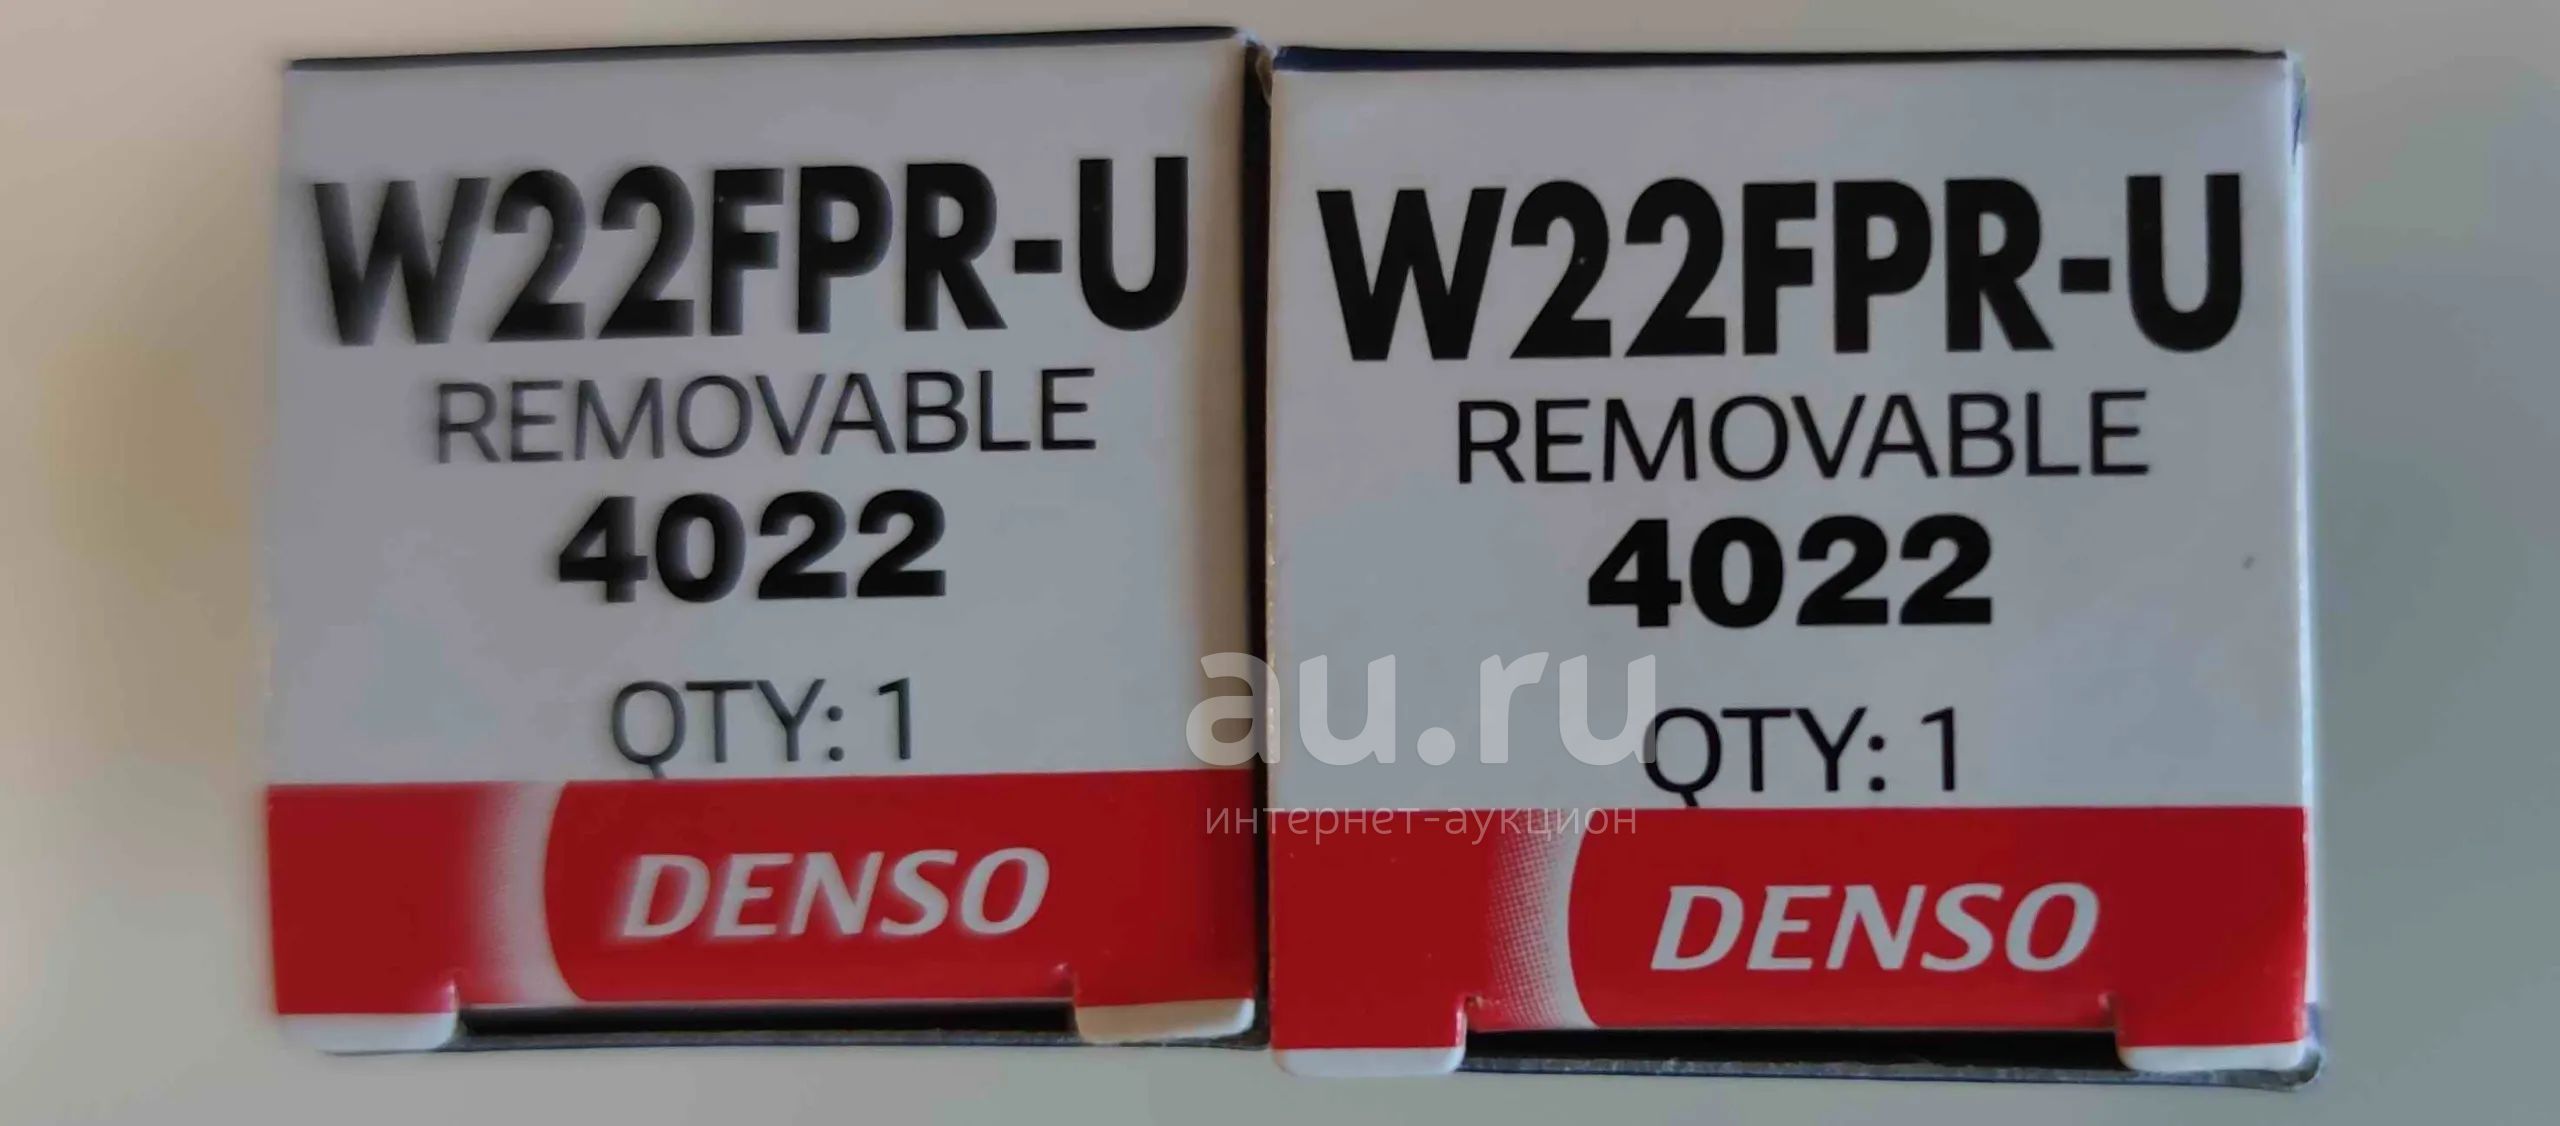 W22FPR-U
REMOVABLE
4022
QTY: 1
DENSO
W22FPR-U
REMOVABLE
4022
QTY: 1
DENSO
au.ru
интернет-аукцион